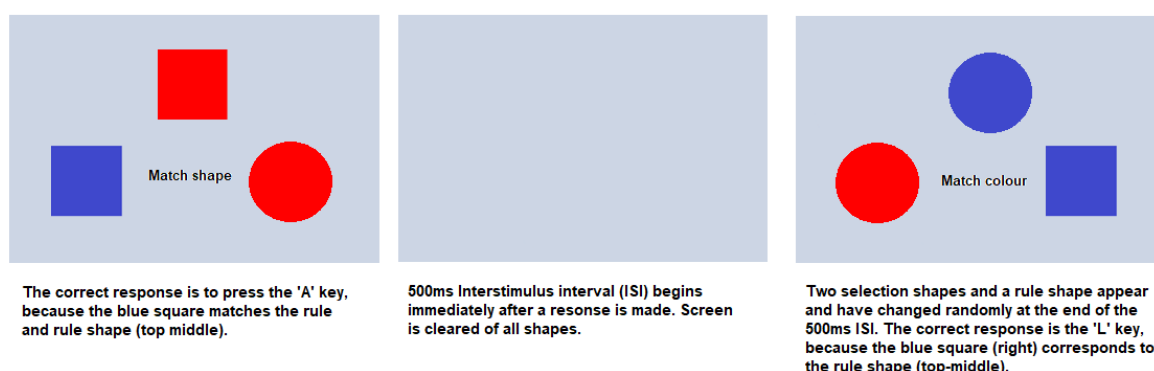 Match shape
Match colour
The correct response is to press the 'A' key,
because the blue square matches the rule
and rule shape (top middle).
500ms Interstimulus interval (ISI) begins
immediately after a resonse is made. Screen
is cleared of all shapes.
Two selection shapes and a rule shape appear
and have changed randomly at the end of the
500ms ISI. The correct response is the 'L' key,
because the blue square (right) corresponds to
the rule shape (top-middle).